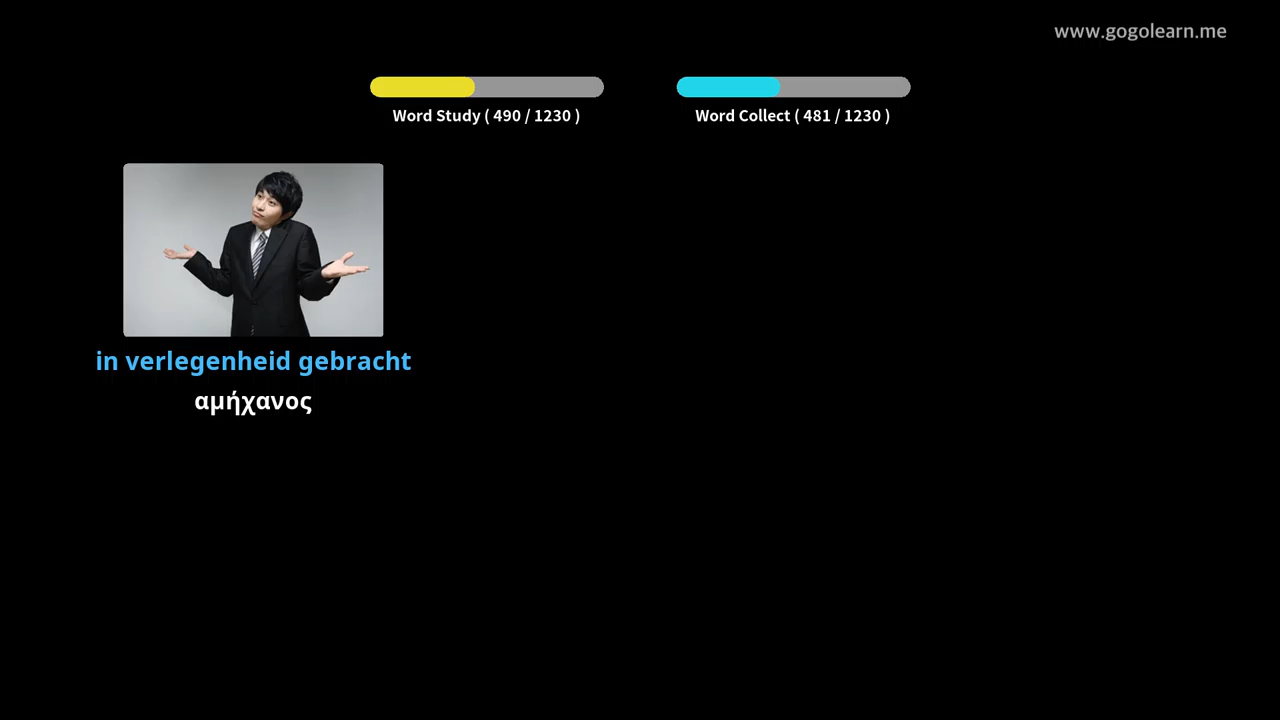 www.gogolearn.me
Word Study ( 490 / 1230 )
Word Collect ( 481 / 1230 )
in verlegenheid gebracht
αμήχανος